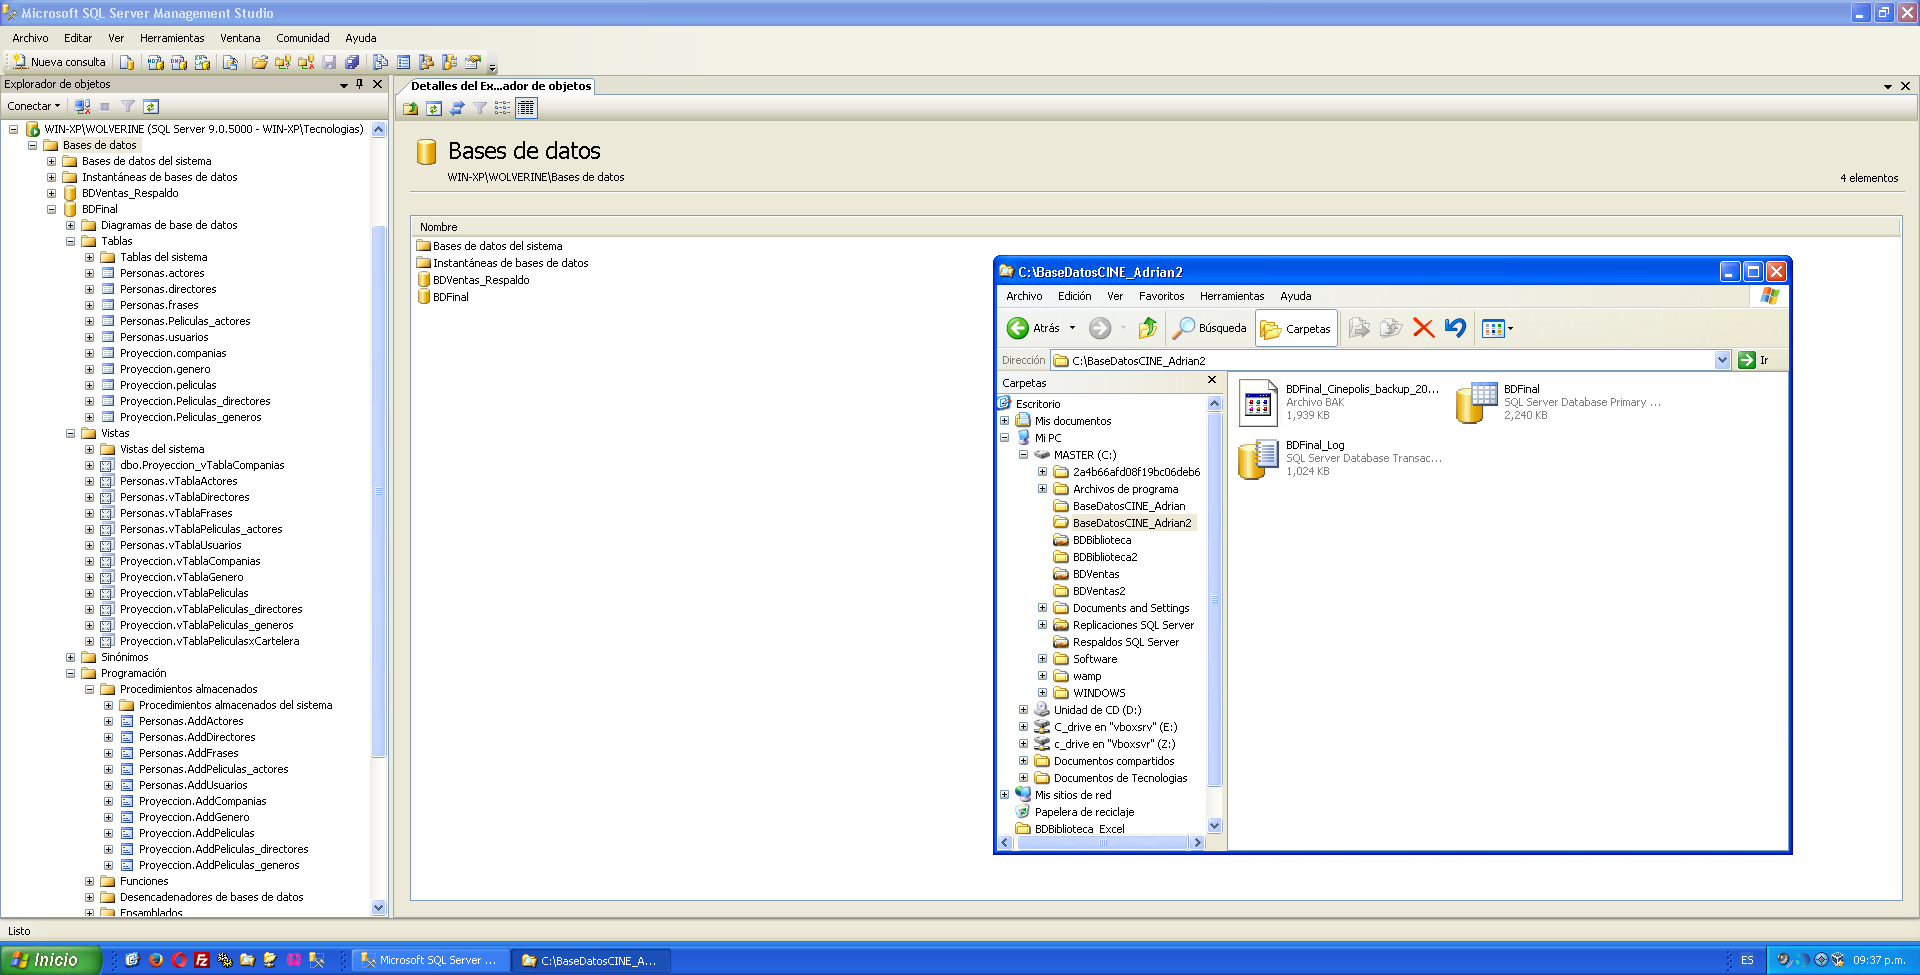 Microsoft SQL Server Management Studio
Archivo Editar Ver Herramientas Ventana Comunidad Ayuda
Nueva consulta
Explorador de objetos
Conectar
WIN-XP\WOLVERINE (SQL Server 9.0.5000 - WIN-XP\Tecnologias)
Bases de datos
Bases de datos del sistema
Instantáneas de bases de datos
BDVentas_Respaldo
BDFinal
Diagramas de base de datos
Tablas
Tablas del sistema
Personas.actores
Personas.directores
Personas.frases
Personas.Peliculas_actores
Personas.usuarios
Proyeccion.companias
Proyeccion.genero
Proyeccion.peliculas
Proyeccion.Peliculas_directores
Proyeccion.Peliculas_generos
Vistas
Vistas del sistema
dbo.Proyeccion_vTablaCompanias
Personas.vTablaActores
Personas.vTablaDirectores
Personas.vTablaFrases
Personas.vTablaPeliculas_actores
Personas.vTablaUsuarios
Proyeccion.vTablaCompanias
Proyeccion.vTablaGenero
Proyeccion.vTablaPeliculas
Proyeccion.vTablaPeliculas_directores
Proyeccion.vTablaPeliculas_generos
Proyeccion.vTablaPeliculasxCartelera
Sinónimos
Programación
Procedimientos almacenados
Procedimientos almacenados del sistema
Personas.AddActores
Personas.AddDirectores
Personas.AddFrases
Personas.AddPeliculas_actores
Personas.AddUsuarios
Proyeccion.AddCompanias
Proyeccion.AddGenero
Proyeccion.AddPeliculas
Proyeccion.AddPeliculas_directores
Proyeccion.AddPeliculas_generos
Funciones
Desencadenadores de bases de datos
Ensamblados
Detalles del Ex...ador de objetos
Bases de datos
WIN-XP\WOLVERINE\Bases de datos
4 elementos
Nombre
Bases de datos del sistema
Instantáneas de bases de datos
BDVentas_Respaldo
BDFinal
C:\BaseDatosCINE_Adrian2
Archivo Edición Ver Favoritos Herramientas Ayuda
Atrás Búsqueda Carpetas
Dirección C:\BaseDatosCINE_Adrian2 Ir
Carpetas
Escritorio
Mis documentos
Mi PC
MASTER (C:)
2a4b66afd08f19bc06deb6
Archivos de programa
BaseDatosCINE_Adrian
BaseDatosCINE_Adrian2
BDBiblioteca
BDBiblioteca2
BDVentas
BDVentas2
Documents and Settings
Replicaciones SQL Server
Respaldos SQL Server
Software
wamp
WINDOWS
Unidad de CD (D:)
C_drive en "vboxsrv" (E:)
c_drive en "Vboxsvr" (Z:)
Documentos compartidos
Documentos de Tecnologias
Mis sitios de red
Papelera de reciclaje
BDBiblioteca Excel
BDFinal_Cinepolis_backup_20...
Archivo BAK
1,939 KB
BDFinal
SQL Server Database Primary ...
2,240 KB
BDFinal_Log
SQL Server Database Transac...
1,024 KB
Listo
Inicio
Microsoft SQL Server ...
C:\BaseDatosCINE_A...
ES
09:37 p.m.